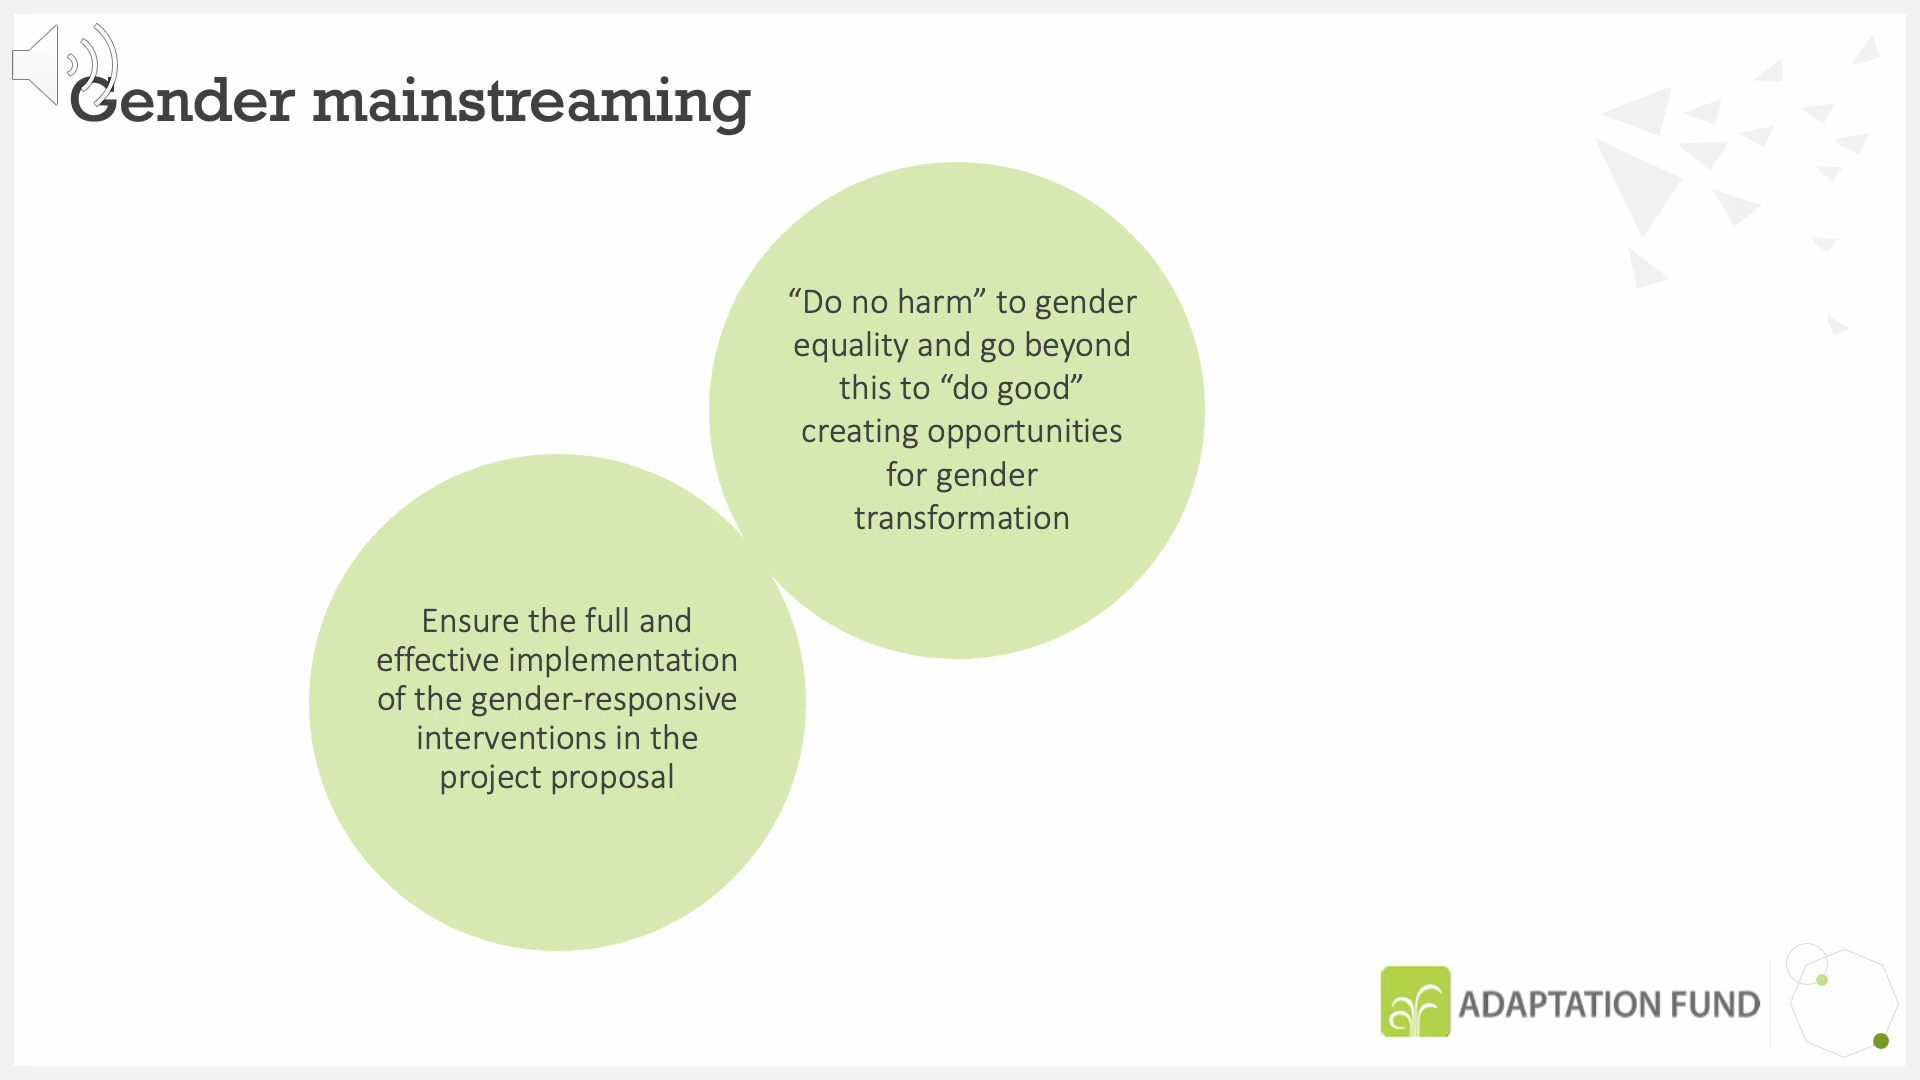 Gender mainstreaming
“Do no harm” to gender
equality and go beyond
this to “do good”
creating opportunities
for gender
transformation
Ensure the full and
effective implementation
of the gender-responsive
interventions in the
project proposal
ADAPTATION FUND